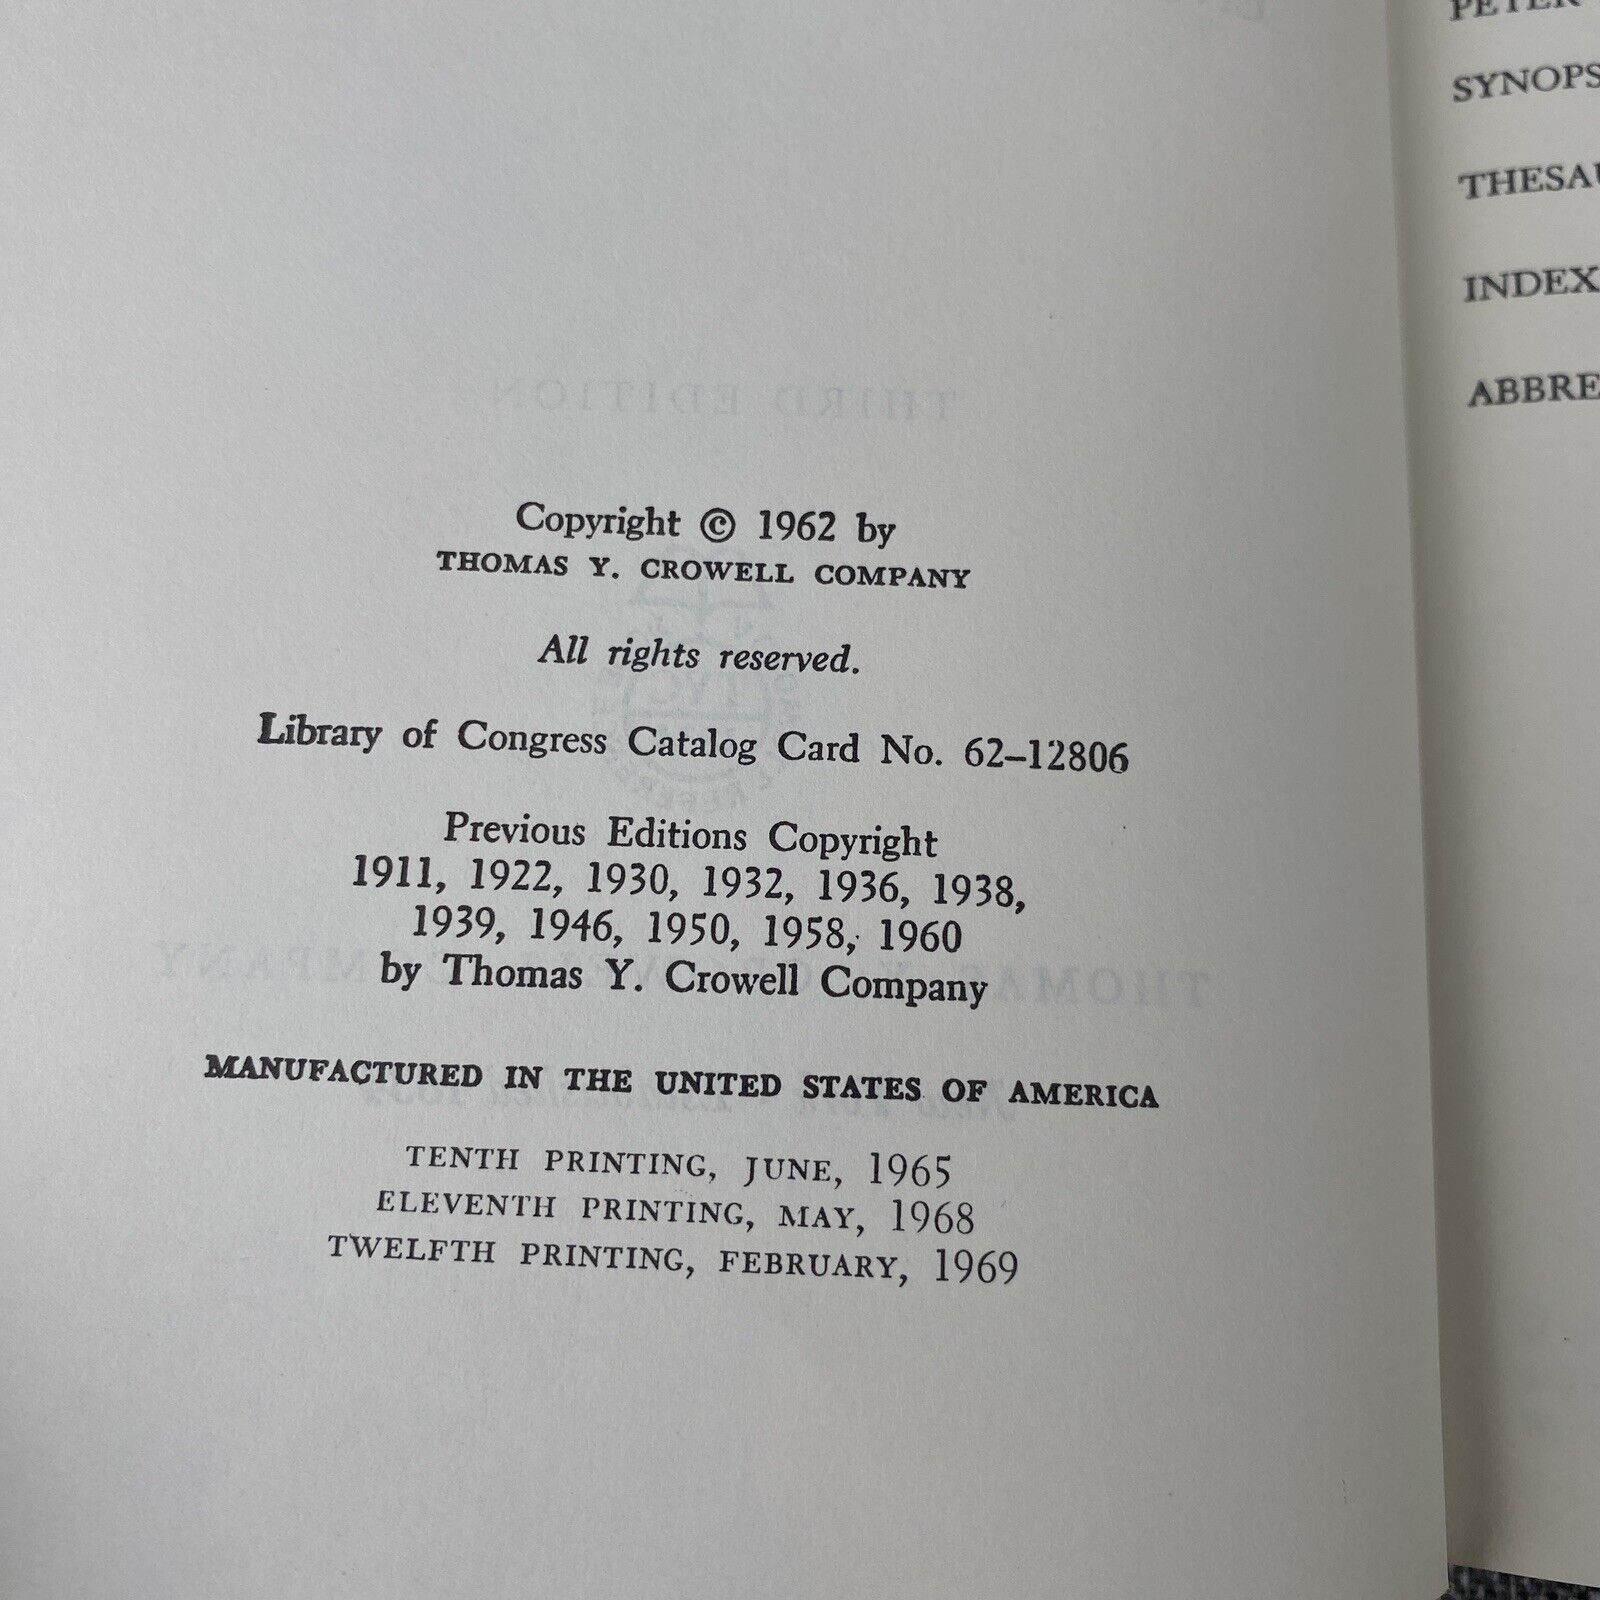 Copyright © 1962 by
THOMAS Y. CROWELL COMPANY
All rights reserved.
Library of Congress Catalog Card No. 62–12806
Previous Editions Copyright
1911, 1922, 1930, 1932, 1936, 1938,
1939, 1946, 1950, 1958, 1960
by Thomas Y. Crowell Company
MANUFACTURED IN THE UNITED STATES OF AMERICA
TENTH PRINTING, JUNE, 1965
ELEVENTH PRINTING, MAY, 1968
TWELFTH PRINTING, FEBRUARY, 1969
PETER
SYNOPS
THESAU
INDEX
ABBRE
THIRD EDITION